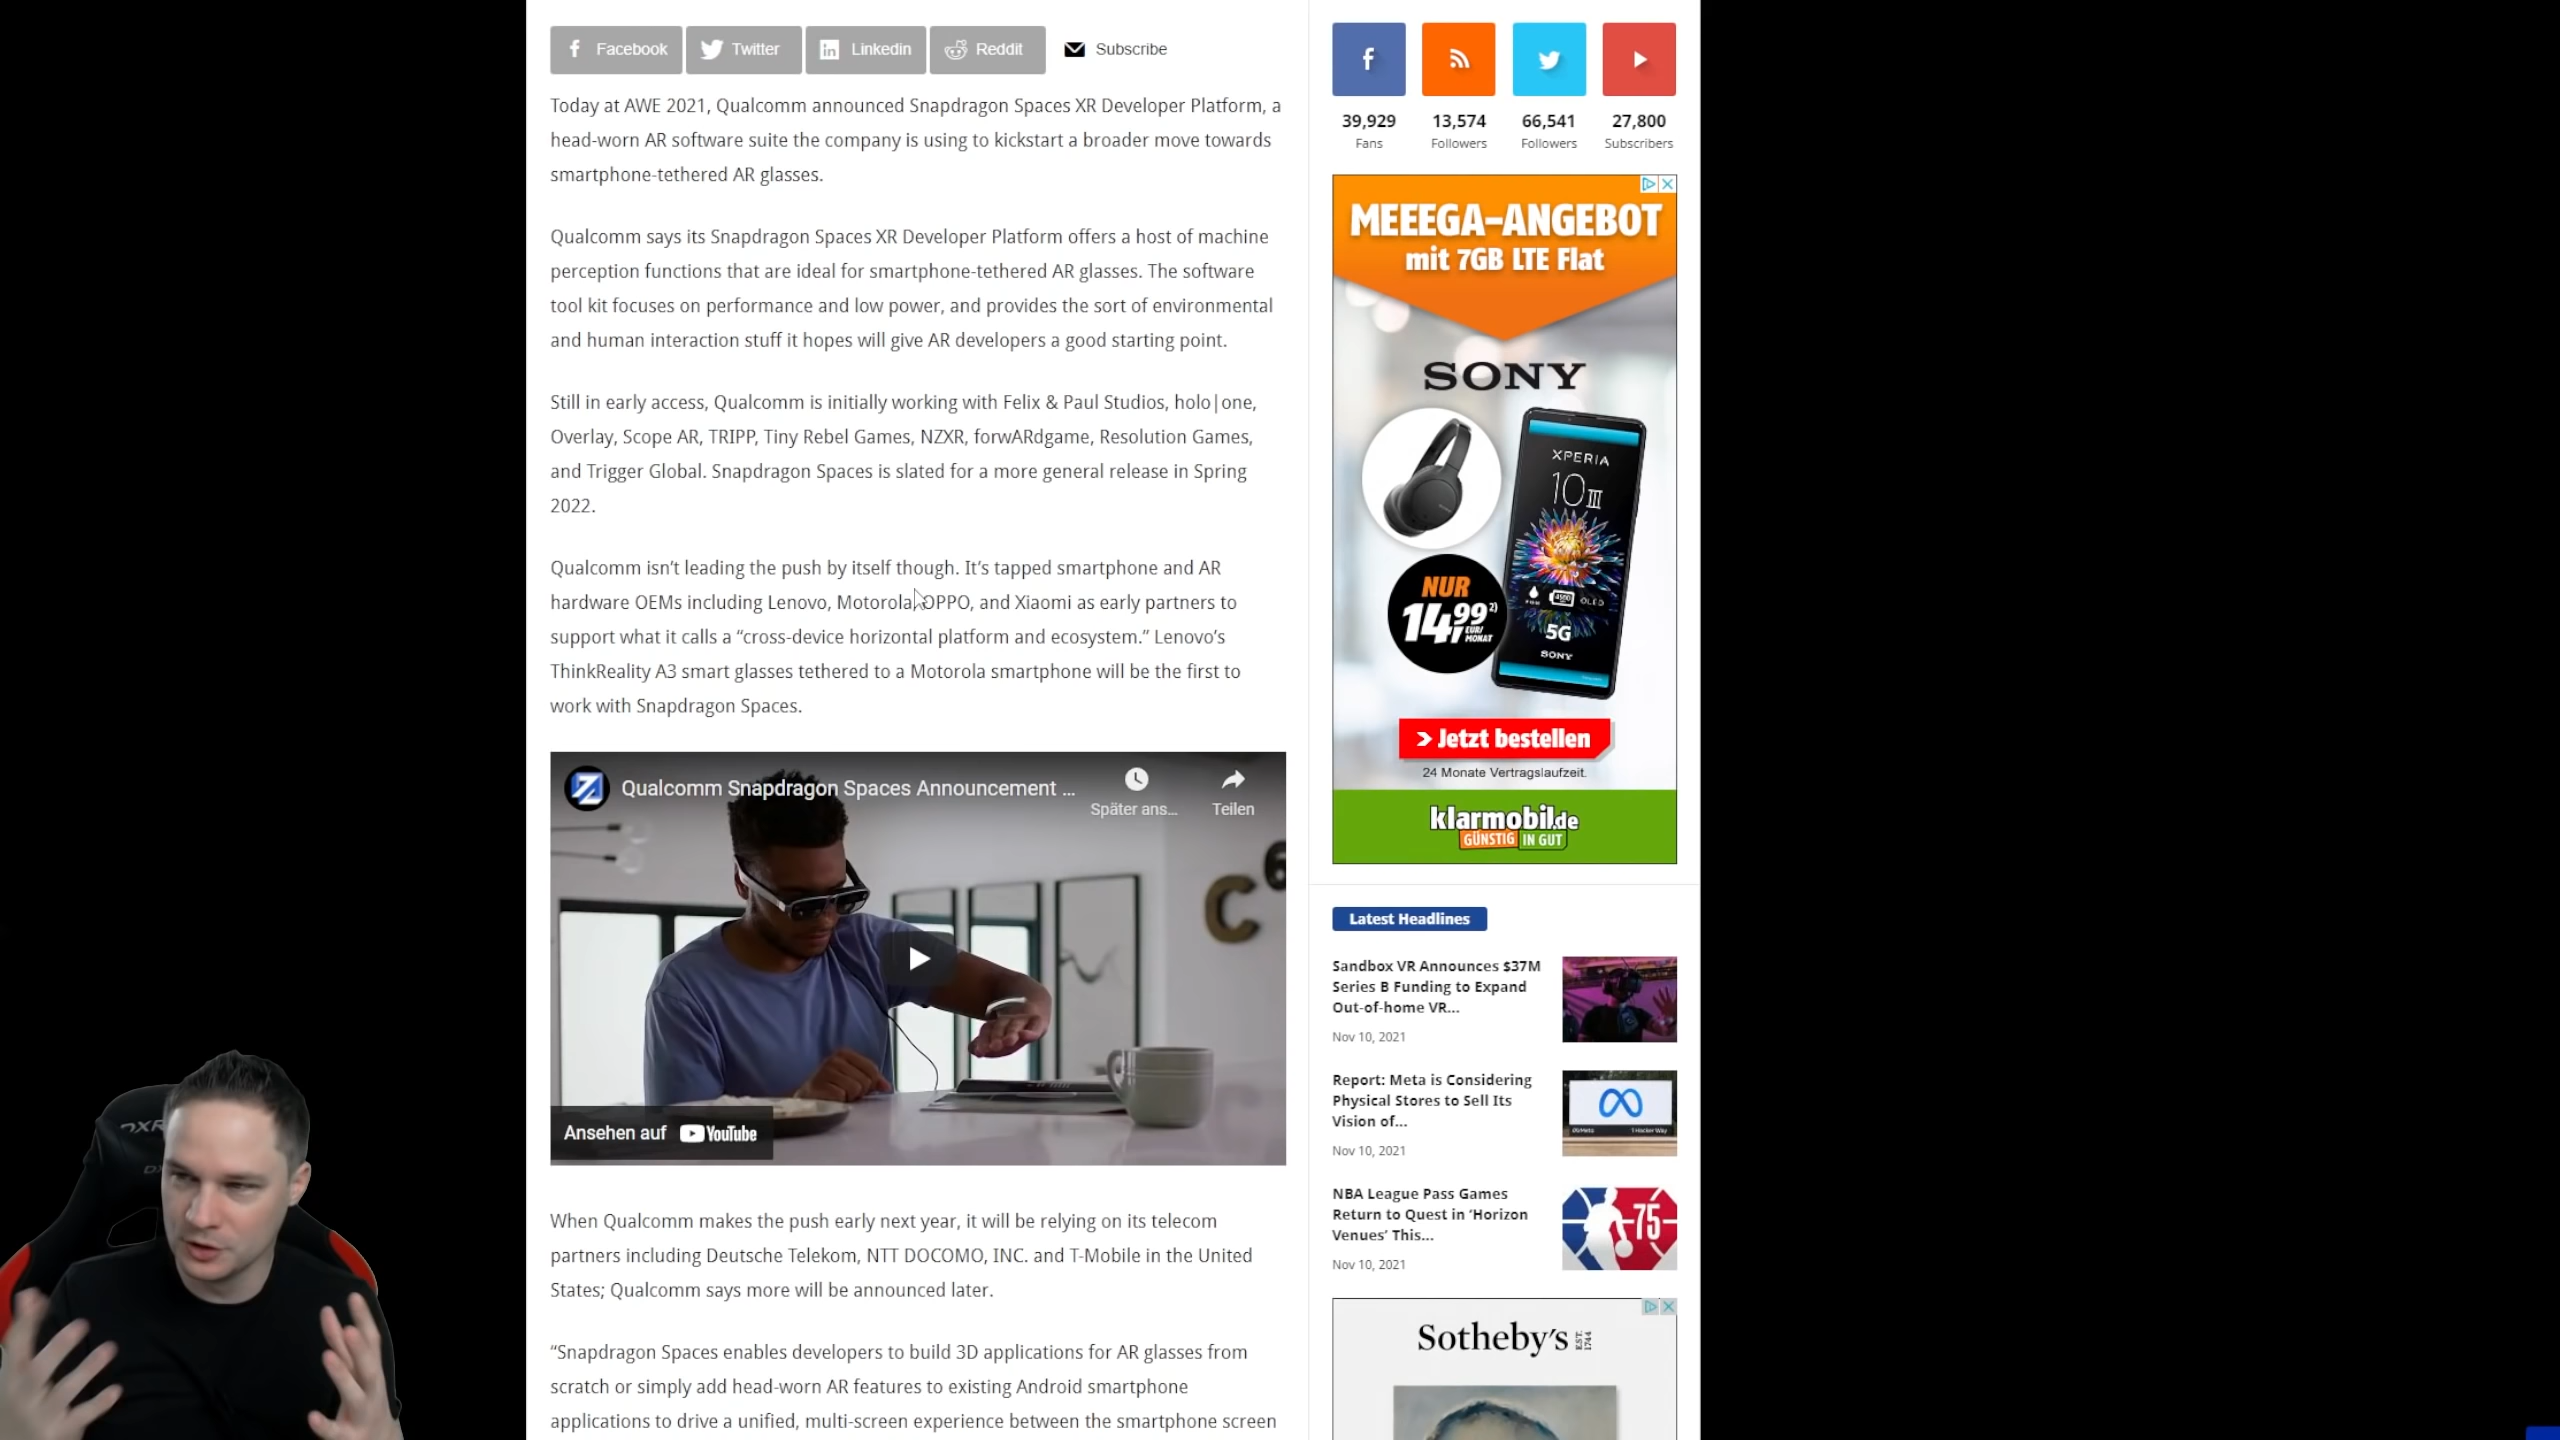 Facebook
Twitter
Linkedin
Reddit
Subscribe
Today at AWE 2021, Qualcomm announced Snapdragon Spaces XR Developer Platform, a
head-worn AR software suite the company is using to kickstart a broader move towards
smartphone-tethered AR glasses.
Qualcomm says its Snapdragon Spaces XR Developer Platform offers a host of machine
perception functions that are ideal for smartphone-tethered AR glasses. The software
tool kit focuses on performance and low power, and provides the sort of environmental
and human interaction stuff it hopes will give AR developers a good starting point.
Still in early access, Qualcomm is initially working with Felix & Paul Studios, holo|one,
Overlay, Scope AR, TRIPP, Tiny Rebel Games, NZXR, forwARdgame, Resolution Games,
and Trigger Global. Snapdragon Spaces is slated for a more general release in Spring
2022.
Qualcomm isn't leading the push by itself though. It's tapped smartphone and AR
hardware OEMs including Lenovo, Motorola, OPPO, and Xiaomi as early partners to
support what it calls a “cross-device horizontal platform and ecosystem.” Lenovo's
ThinkReality A3 smart glasses tethered to a Motorola smartphone will be the first to
work with Snapdragon Spaces.
Qualcomm Snapdragon Spaces Announcement ...
Später ans...
Teilen
C6
Ansehen auf YouTube
When Qualcomm makes the push early next year, it will be relying on its telecom
partners including Deutsche Telekom, NTT DOCOMO, INC. and T-Mobile in the United
States; Qualcomm says more will be announced later.
“Snapdragon Spaces enables developers to build 3D applications for AR glasses from
scratch or simply add head-worn AR features to existing Android smartphone
applications to drive a unified, multi-screen experience between the smartphone screen
39,929
Fans
13,574
Followers
66,541
Followers
27,800
Subscribers
MEEEGA-ANGEBOT
mit 7GB LTE Flat
SONY
XPERIA
10 III
OLED
5G
SONY
NUR
14,99 2)
EUR/
MONAT
> Jetzt bestellen
24 Monate Vertragslaufzeit.
klarmobil.de
GÜNSTIG IN GUT
Latest Headlines
Sandbox VR Announces $37M
Series B Funding to Expand
Out-of-home VR...
Nov 10, 2021
Report: Meta is Considering
Physical Stores to Sell Its
Vision of...
Nov 10, 2021
Meta
1 Hacker Way
NBA League Pass Games
Return to Quest in ‘Horizon
Venues’ This...
Nov 10, 2021
75
Sotheby's EST. 1744
DXR